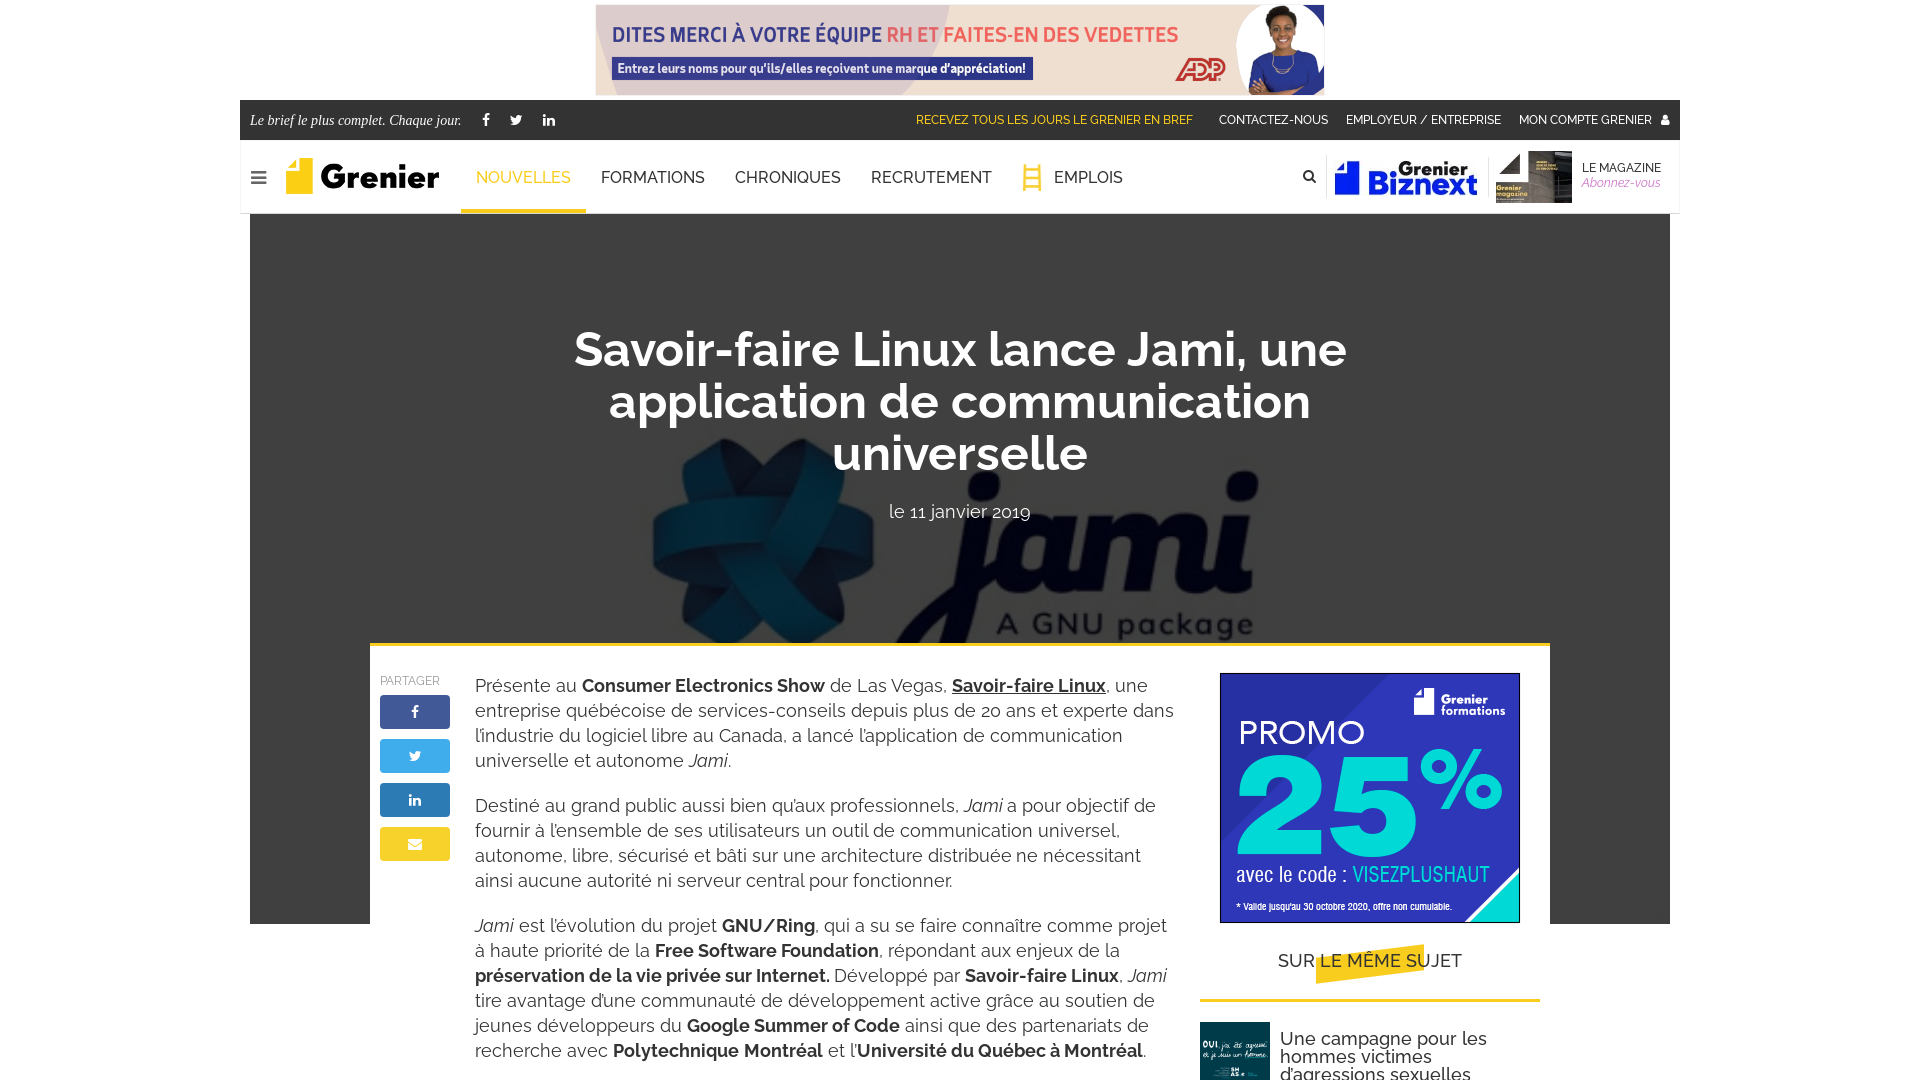 DITES MERCI À VOTRE ÉQUIPE RH ET FAITES-EN DES VEDETTES
Entrez leurs noms pour qu'ils/elles reçoivent une marque d'appréciation!
ADP
Le brief le plus complet. Chaque jour.
RECEVEZ TOUS LES JOURS LE GRENIER EN BREF
CONTACTEZ-NOUS
EMPLOYEUR / ENTREPRISE
MON COMPTE GRENIER
Grenier
NOUVELLES
FORMATIONS
CHRONIQUES
RECRUTEMENT
EMPLOIS
Grenier
Biznext
Grenier
magazine
LE MAGAZINE
Abonnez-vous
Savoir-faire Linux lance Jami, une
application de communication
universelle
le 11 janvier 2019
jami
A GNU package
PARTAGER
Présente au Consumer Electronics Show de Las Vegas, Savoir-faire Linux, une
entreprise québécoise de services-conseils depuis plus de 20 ans et experte dans
l’industrie du logiciel libre au Canada, a lancé l’application de communication
universelle et autonome Jami.
Destiné au grand public aussi bien qu’aux professionnels, Jami a pour objectif de
fournir à l’ensemble de ses utilisateurs un outil de communication universel,
autonome, libre, sécurisé et bâti sur une architecture distribuée ne nécessitant
ainsi aucune autorité ni serveur central pour fonctionner.
Jami est l’évolution du projet GNU/Ring, qui a su se faire connaître comme projet
à haute priorité de la Free Software Foundation, répondant aux enjeux de la
préservation de la vie privée sur Internet. Développé par Savoir-faire Linux, Jami
tire avantage d’une communauté de développement active grâce au soutien de
jeunes développeurs du Google Summer of Code ainsi que des partenariats de
recherche avec Polytechnique Montréal et l’Université du Québec à Montréal.
Grenier
formations
PROMO
25%
avec le code : VISEZPLUSHAUT
* Valide jusqu'au 30 octobre 2020, offre non cumulable.
SUR LE MÊME SUJET
OUI, j'ai été agressé
et je suis un homme.
SH
AS
Une campagne pour les
hommes victimes
d’agressions sexuelles